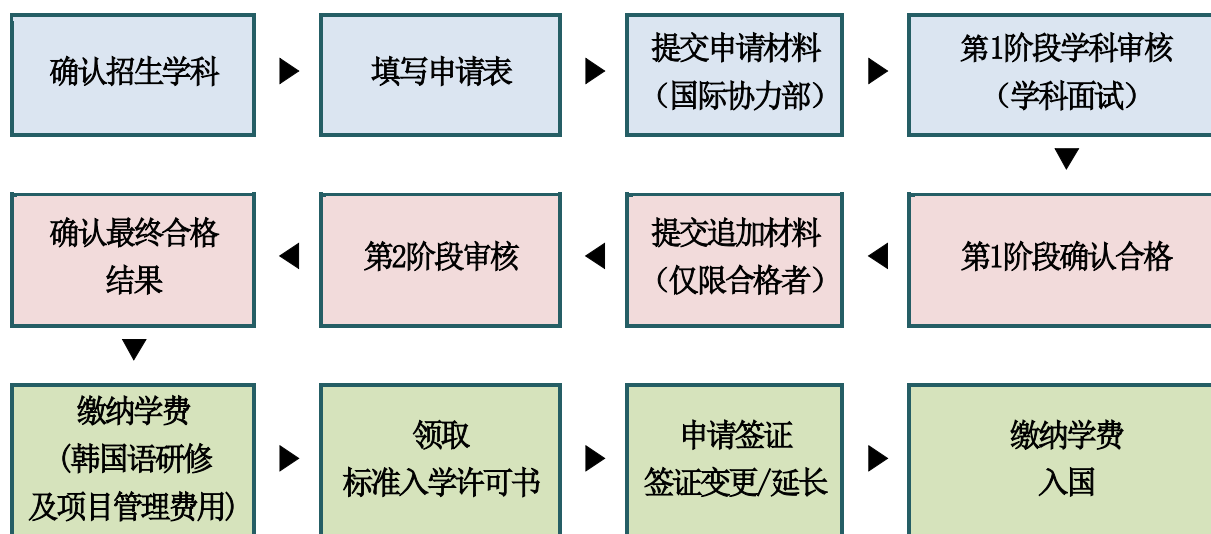 确认招生学科
填写申请表
提交申请材料
（国际协力部）
第1阶段学科审核
（学科面试）
第1阶段确认合格
提交追加材料
（仅限合格者）
第2阶段审核
确认最终合格
结果
缴纳学费
(韩国语研修
及项目管理费用)
领取
标准入学许可书
申请签证
签证变更/延长
缴纳学费
入国